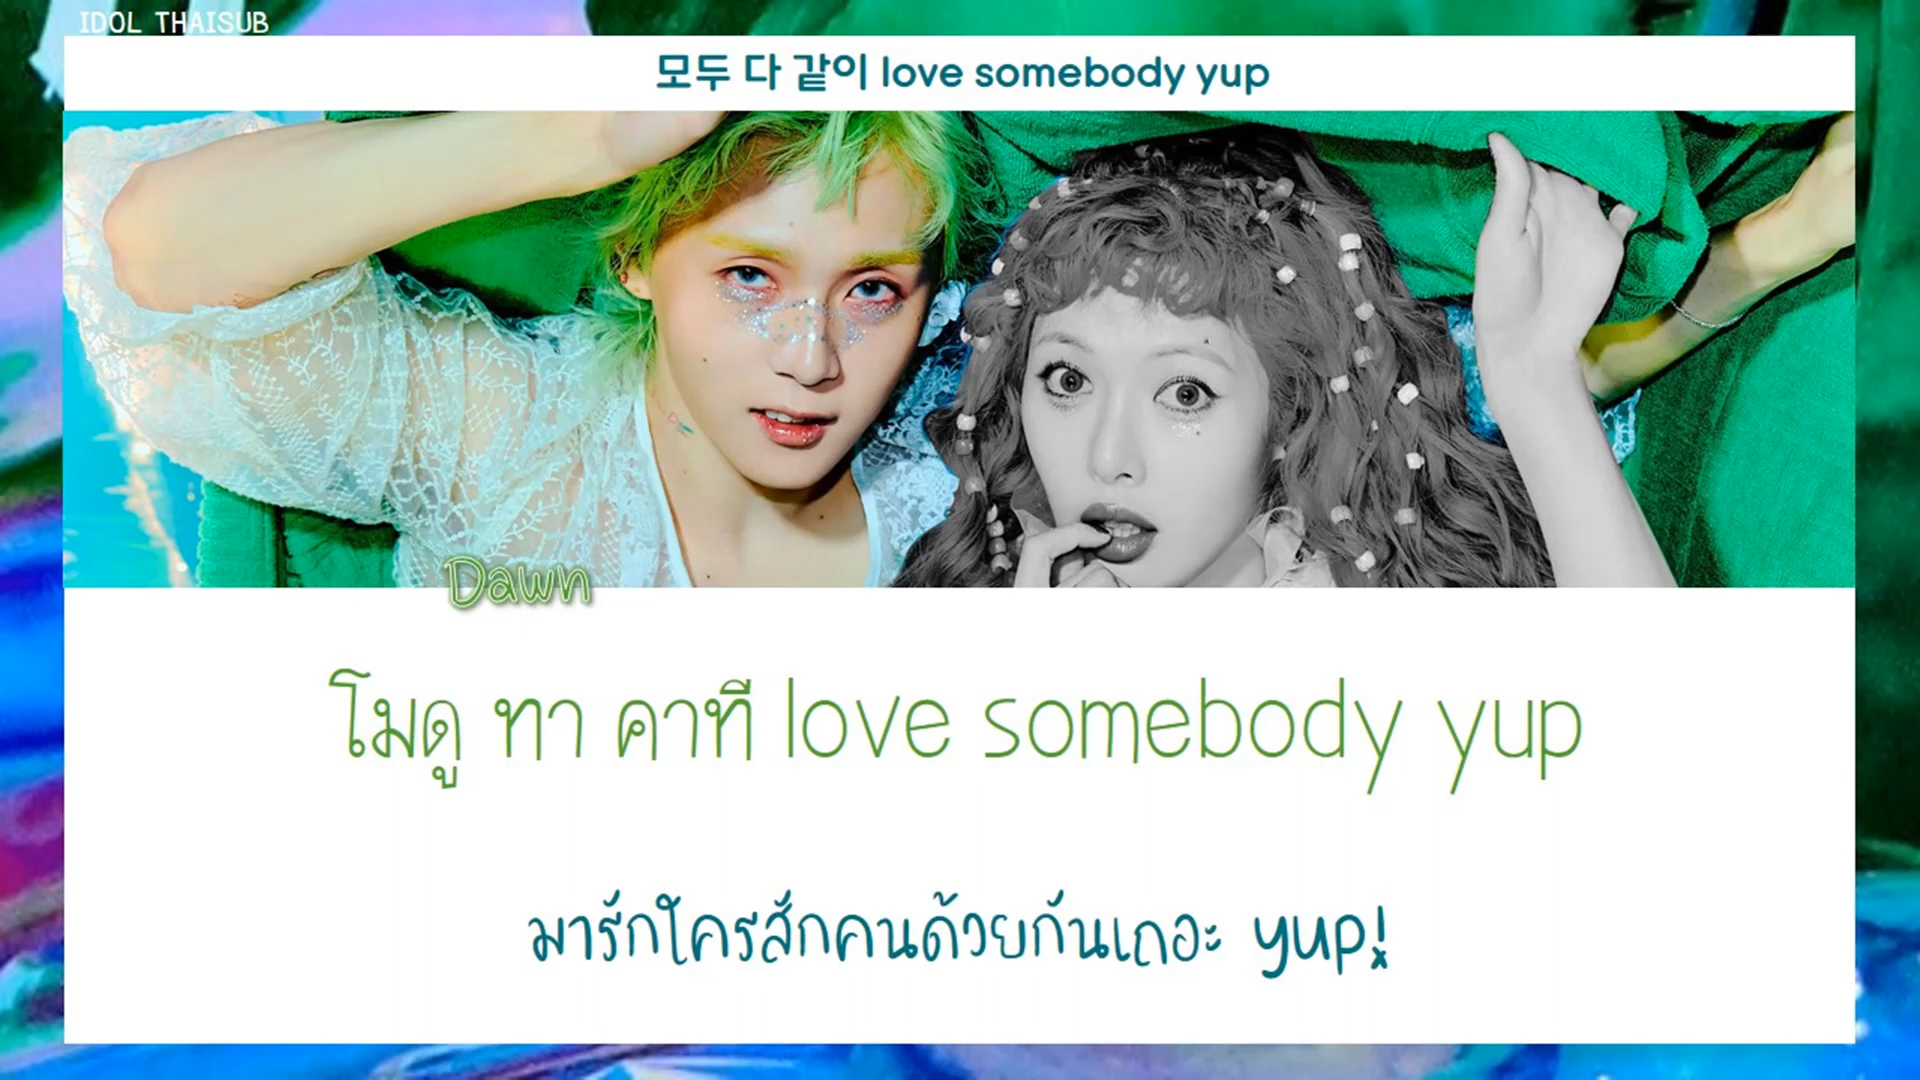 IDOL THAISUB
모두 다 같이 love somebody yup
Dawn
โมดู ทา คาที love somebody yup
มารักใครสักคนด้วยกันเถอะ yup!